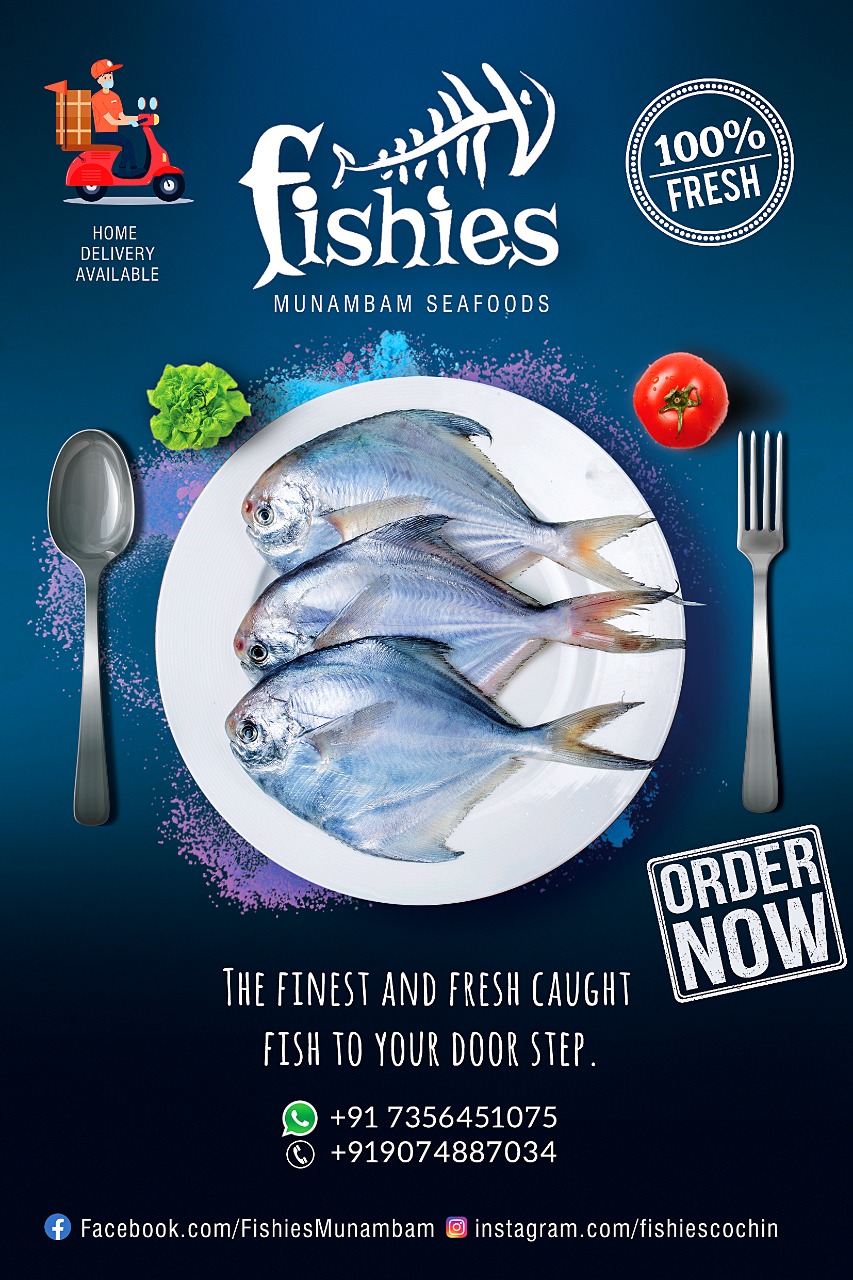 fishies
MUNAMBAM SEAFOODS
HOME
DELIVERY
AVAILABLE
100%
FRESH
ORDER
NOW
THE FINEST AND FRESH CAUGHT
FISH TO YOUR DOOR STEP.
+91 7356451075
+919074887034
Facebook.com/FishiesMunambam instagram.com/fishiescochin